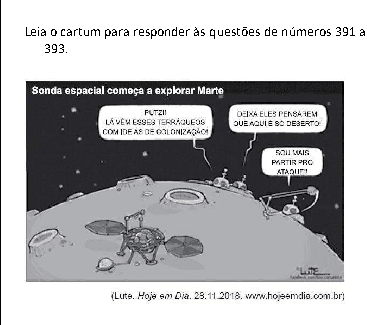 Leia o cartum para responder às questões de números 391 a
393.
Sonda espacial começa a explorar Marte
PUTZ!!
LÁ VÊM ESSES TERRÁQUEOS
COM IDEIAS DE COLONIZAÇÃO!
DEIXA ELES PENSAREM
QUE AQUI É SÓ DESERTO!
SOU MAIS
PARTIR PRO
ATAQUE!!
LUTE
(Lute. Hoje em Dia. 28.11.2018. www.hojeemdia.com.br)